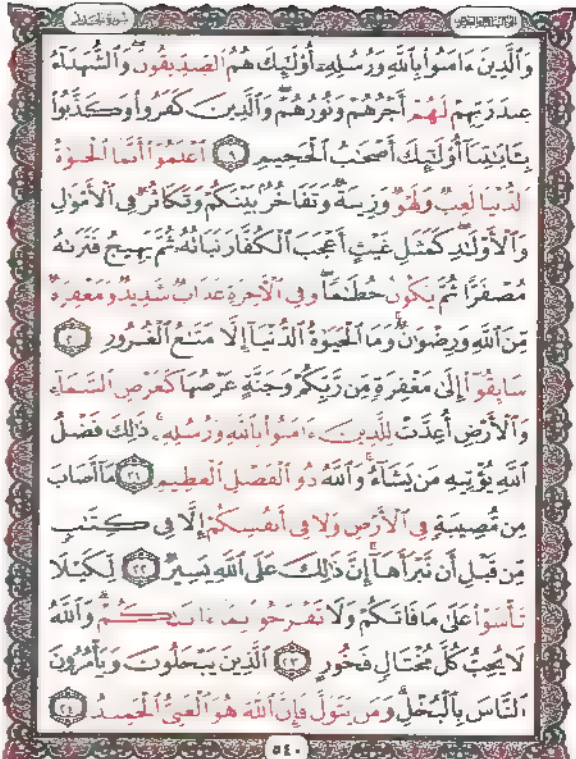 سورة الحديد
وَٱلَّذِينَ ءَامَنُوا۟ بِٱللَّهِ وَرُسُلِهِۦٓ أُو۟لَٰٓئِكَ هُمُ ٱلصِّدِّيقُونَ ۖ وَٱلشُّهَدَآءُ
عِندَ رَبِّهِمْ لَهُمْ أَجْرُهُمْ وَنُورُهُمْ ۖ وَٱلَّذِينَ كَفَرُوا۟ وَكَذَّبُوا۟
بِـَٔايَٰتِنَآ أُو۟لَٰٓئِكَ أَصْحَٰبُ ٱلْجَحِيمِ ١٩ ٱعْلَمُوٓا۟ أَنَّمَا ٱلْحَيَوٰةُ
ٱلدُّنْيَا لَعِبٌ وَلَهْوٌ وَزِينَةٌ وَتَفَاخُرٌۢ بَيْنَكُمْ وَتَكَاثُرٌ فِى ٱلْأَمْوَٰلِ
وَٱلْأَوْلَٰدِ ۖ كَمَثَلِ غَيْثٍ أَعْجَبَ ٱلْكُفَّارَ نَبَاتُهُۥ ثُمَّ يَهِيجُ فَتَرَىٰهُ
مُصْفَرًّا ثُمَّ يَكُونُ حُطَٰمًا ۖ وَفِى ٱلْءَاخِرَةِ عَذَابٌ شَدِيدٌ وَمَغْفِرَةٌ
مِّنَ ٱللَّهِ وَرِضْوَٰنٌ ۚ وَمَا ٱلْحَيَوٰةُ ٱلدُّنْيَآ إِلَّا مَتَٰعُ ٱلْغُرُورِ ٢٠
سَابِقُوٓا۟ إِلَىٰ مَغْفِرَةٍ مِّن رَّبِّكُمْ وَجَنَّةٍ عَرْضُهَا كَعَرْضِ ٱلسَّمَآءِ
وَٱلْأَرْضِ أُعِدَّتْ لِلَّذِينَ ءَامَنُوا۟ بِٱللَّهِ وَرُسُلِهِۦ ۚ ذَٰلِكَ فَضْلُ
ٱللَّهِ يُؤْتِيهِ مَن يَشَآءُ ۚ وَٱللَّهُ ذُو ٱلْفَضْلِ ٱلْعَظِيمِ ٢١ مَآ أَصَابَ
مِن مُّصِيبَةٍ فِى ٱلْأَرْضِ وَلَا فِىٓ أَنفُسِكُمْ إِلَّا فِى كِتَٰبٍ
مِّن قَبْلِ أَن نَّبْرَأَهَآ ۚ إِنَّ ذَٰلِكَ عَلَى ٱللَّهِ يَسِيرٌ ٢٢ لِّكَيْلَا
تَأْسَوْا۟ عَلَىٰ مَا فَاتَكُمْ وَلَا تَفْرَحُوا۟ بِمَآ ءَاتَىٰكُمْ ۗ وَٱللَّهُ
لَا يُحِبُّ كُلَّ مُخْتَالٍ فَخُورٍ ٢٣ ٱلَّذِينَ يَبْخَلُونَ وَيَأْمُرُونَ
ٱلنَّاسَ بِٱلْبُخْلِ ۗ وَمَن يَتَوَلَّ فَإِنَّ ٱللَّهَ هُوَ ٱلْغَنِىُّ ٱلْحَمِيدُ ٢٤
٥٤٠